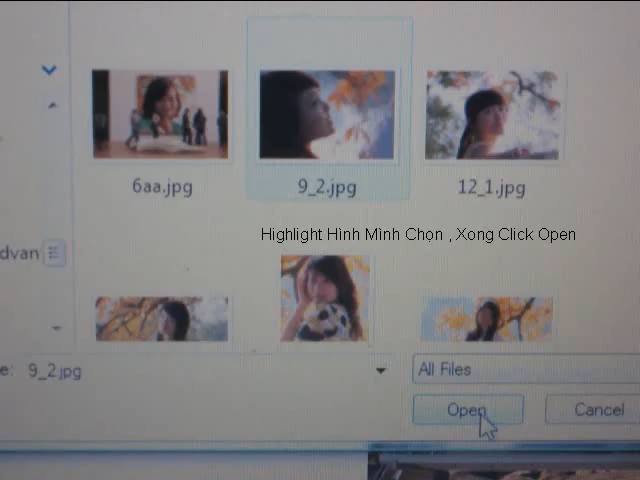 6aa.jpg
9_2.jpg
12_1.jpg
Highlight Hình Mình Chọn , Xong Click Open
dvan
e: 9_2.jpg
All Files
Open
Cancel